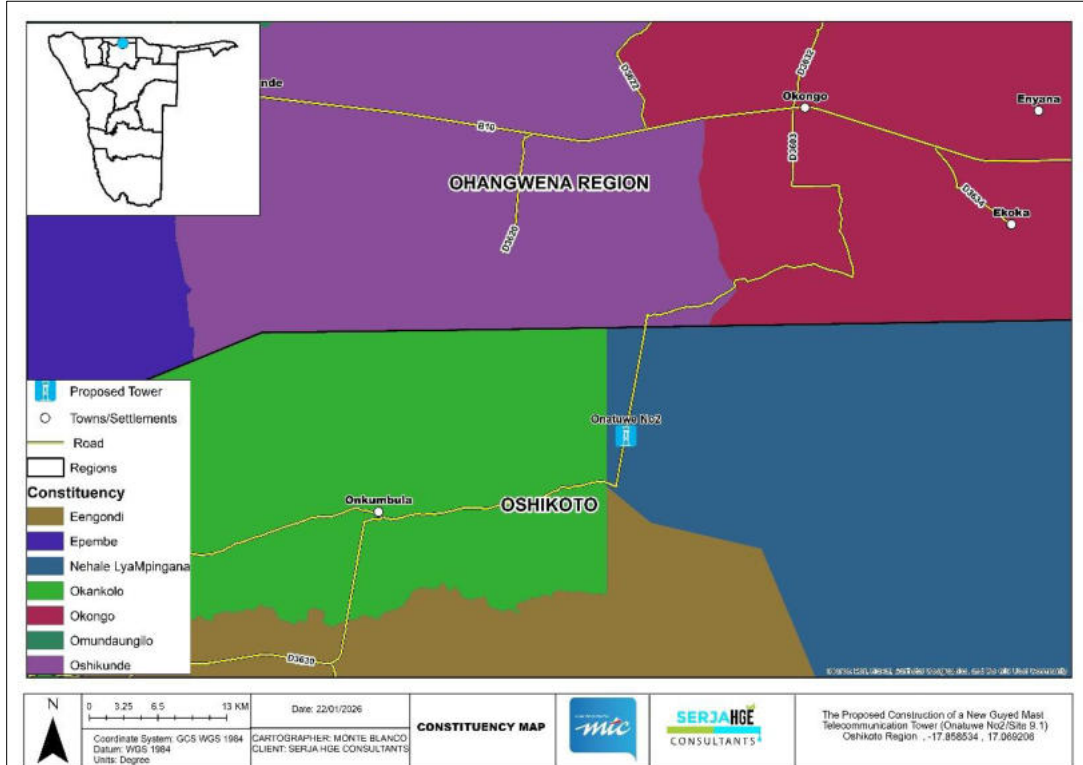 nde
B10
D3622
D3632
Okongo
Enyana
OHANGWENA REGION
D3603
D3620
D3634
Ekoka
Proposed Tower
Towns/Settlements
Road
Regions
Constituency
Eengondi
Epembe
Nehale LyaMpingana
Okankolo
Okongo
Omundaungilo
Oshikunde
Onatuwe No2
Onkumbula
OSHIKOTO
D3630
N
0 3.25 6.5 13 KM
Coordinate System: GCS WGS 1984
Datum: WGS 1984
Units: Degree
Date: 22/01/2026
CARTOGRAPHER: MONTE BLANCO
CLIENT: SERJA HGE CONSULTANTS
CONSTITUENCY MAP
SERJAHGE
CONSULTANTS
The Proposed Construction of a New Guyed Mast
Telecommunication Tower (Onatuwe No2/Site 9.1)
Oshikoto Region , -17.858534 , 17.069206